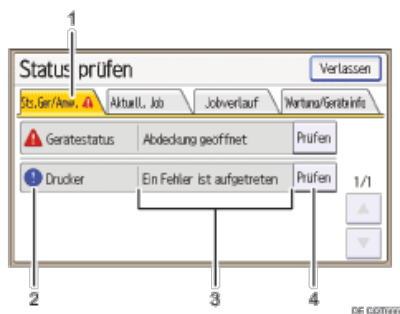 1
Status prüfen
Verlassen
Sts.Ger/Anw. Aktuell. Job Jobverlauf Wartung/Geräteinfo
Gerätestatus Abdeckung geöffnet Prüfen
Drucker Ein Fehler ist aufgetreten Prüfen
1/1
2 3 4